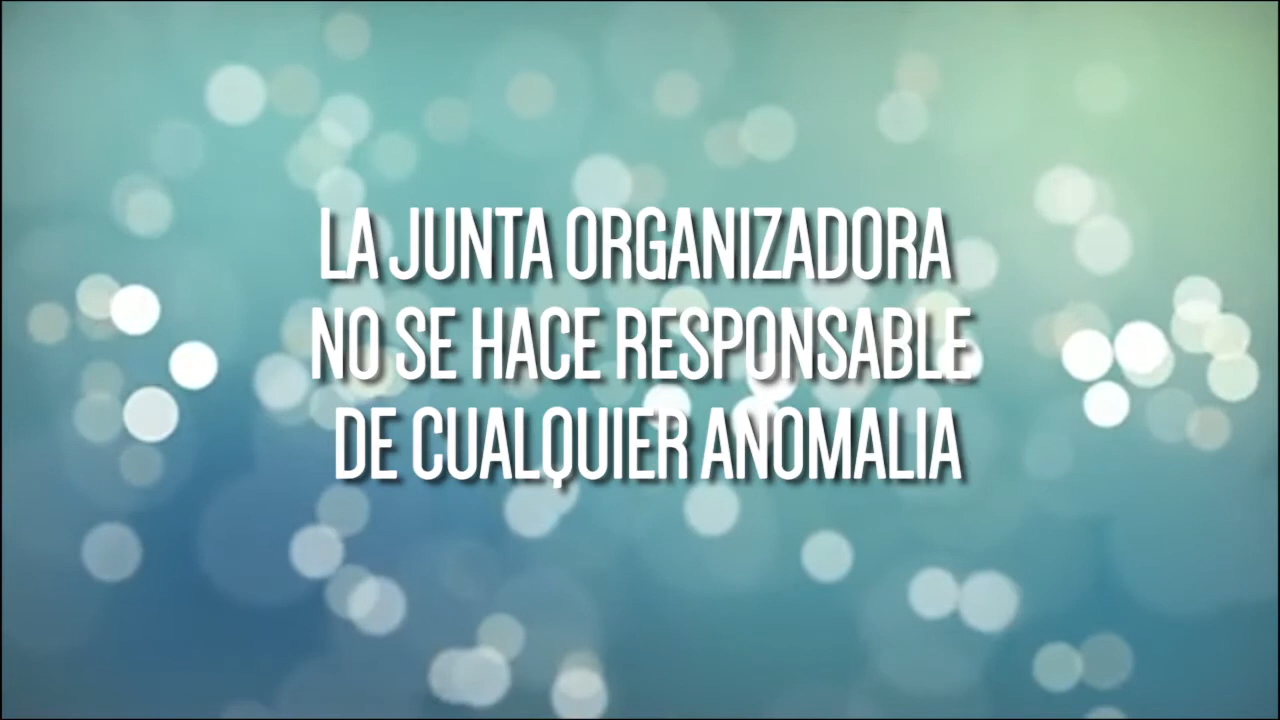 LA JUNTA ORGANIZADORA
NO SE HACE RESPONSABLE
DE CUALQUIER ANOMALIA